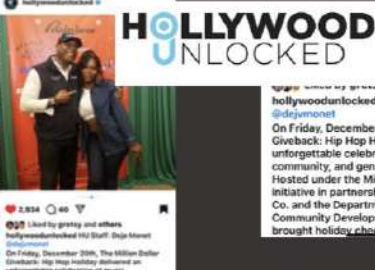 hollywoodunlocked
HOLLYWOOD
UNLOCKED
hollywoodunlocked
@dejvmonet
On Friday, Decembe
Giveback: Hip Hop H
unforgettable celebr
community, and gen
Hosted under the Mi
initiative in partners
Co. and the Departm
Community Develop
brought holiday chee
2,934 40
Liked by gretsy and others
hollywoodunlocked HU Staff: Deja Monet
@dejvmonet
On Friday, December 20th, The Million Dollar
Giveback: Hip Hop Holiday delivered an